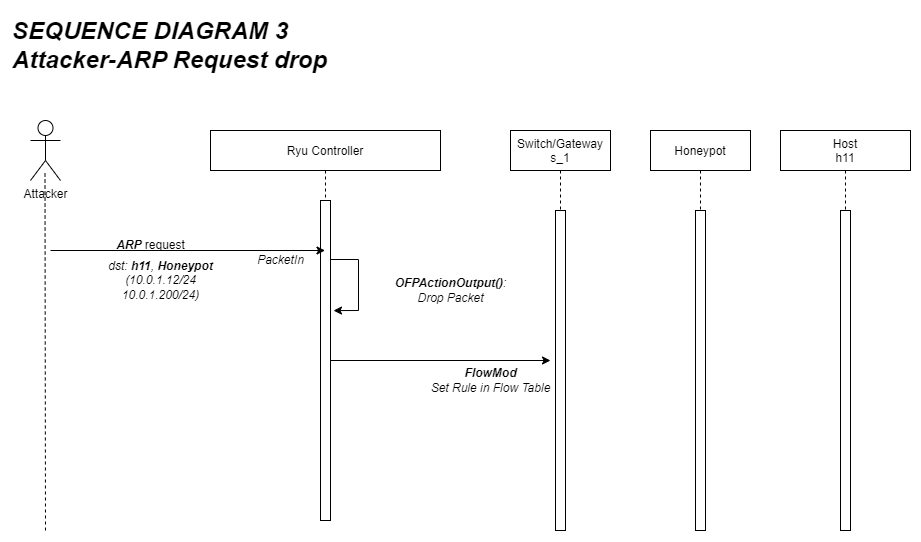 SEQUENCE DIAGRAM 3
Attacker-ARP Request drop
Attacker
Ryu Controller
Switch/Gateway
s_1
Honeypot
Host
h11
ARP request
PacketIn
dst: h11, Honeypot
(10.0.1.12/24
10.0.1.200/24)
OFPActionOutput():
Drop Packet
FlowMod
Set Rule in Flow Table